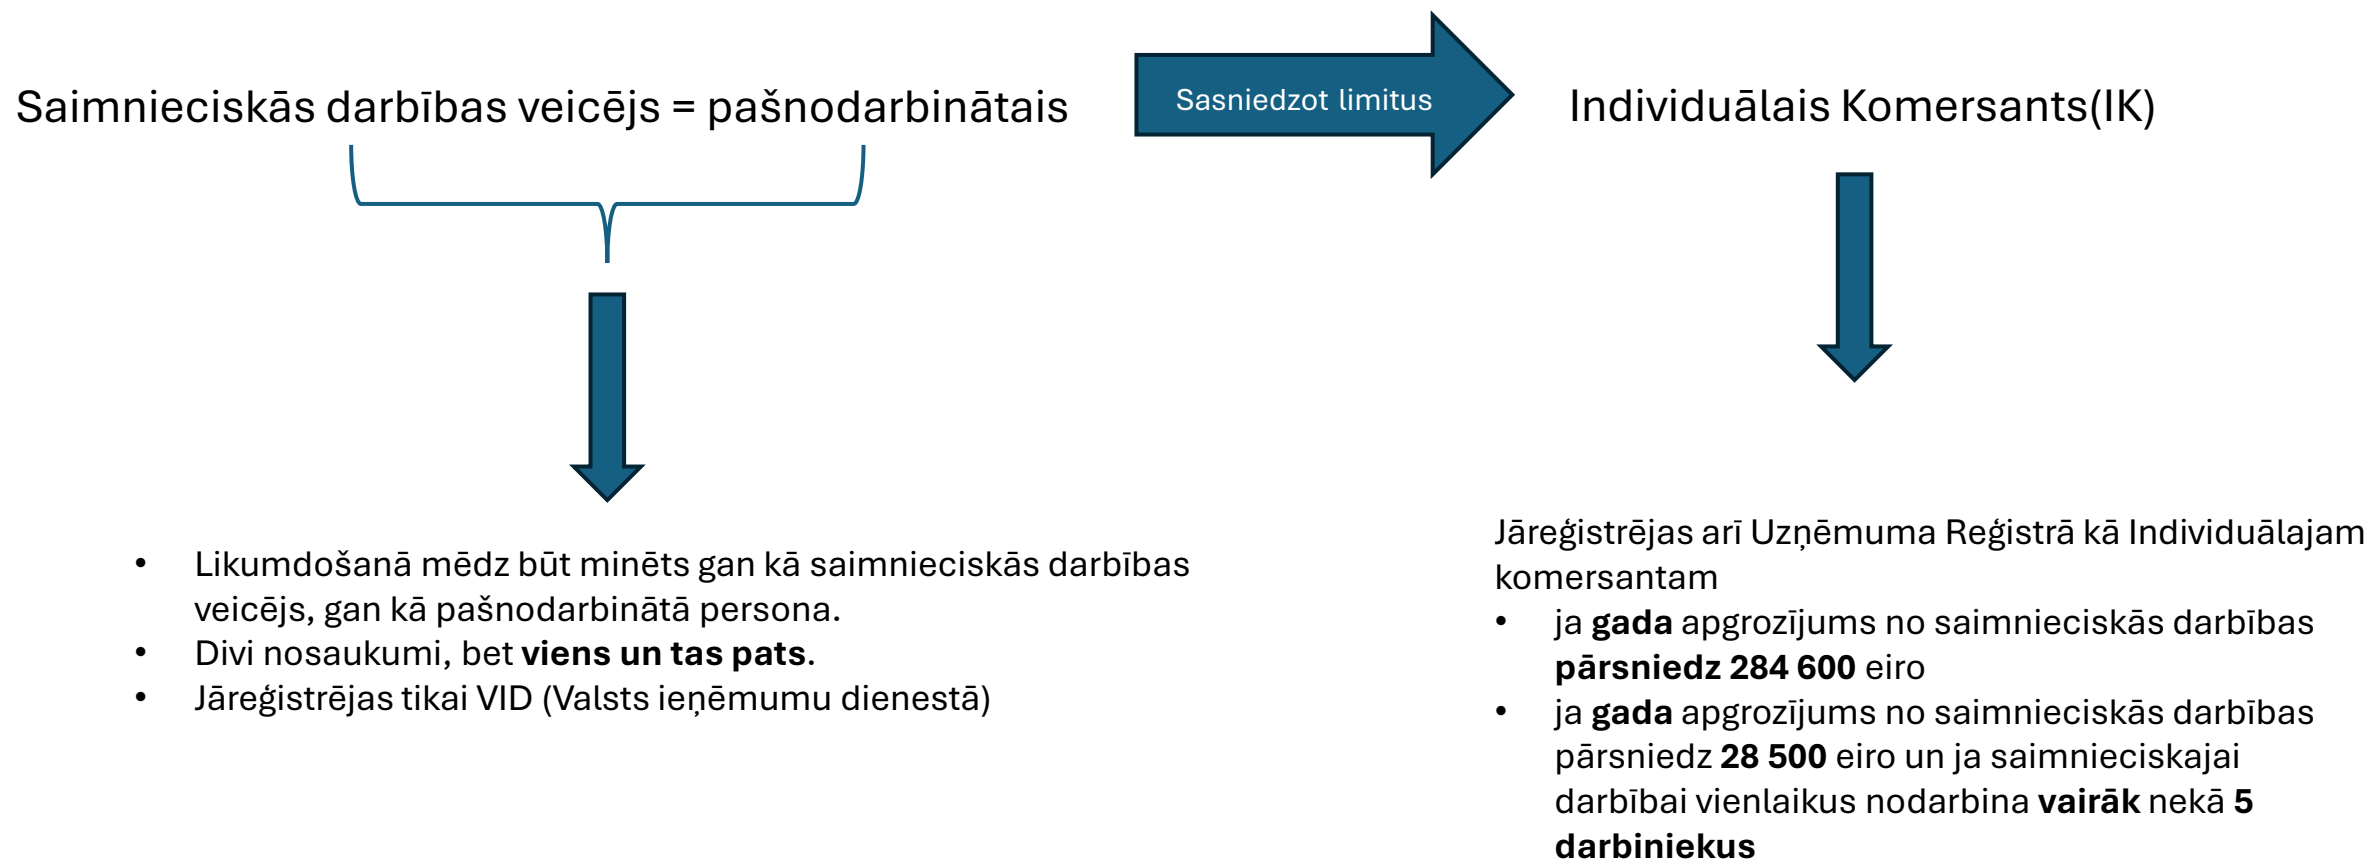 Saimnieciskās darbības veicējs = pašnodarbinātais
Sasniedzot limitus
Individuālais Komersants(IK)
• Likumdošanā mēdz būt minēts gan kā saimnieciskās darbības
veicējs, gan kā pašnodarbinātā persona.
• Divi nosaukumi, bet viens un tas pats.
• Jāreģistrējas tikai VID (Valsts ieņēmumu dienestā)
Jāreģistrējas arī Uzņēmuma Reģistrā kā Individuālajam
komersantam
• ja gada apgrozījums no saimnieciskās darbības
pārsniedz 284 600 eiro
• ja gada apgrozījums no saimnieciskās darbības
pārsniedz 28 500 eiro un ja saimnieciskajai
darbībai vienlaikus nodarbina vairāk nekā 5
darbiniekus